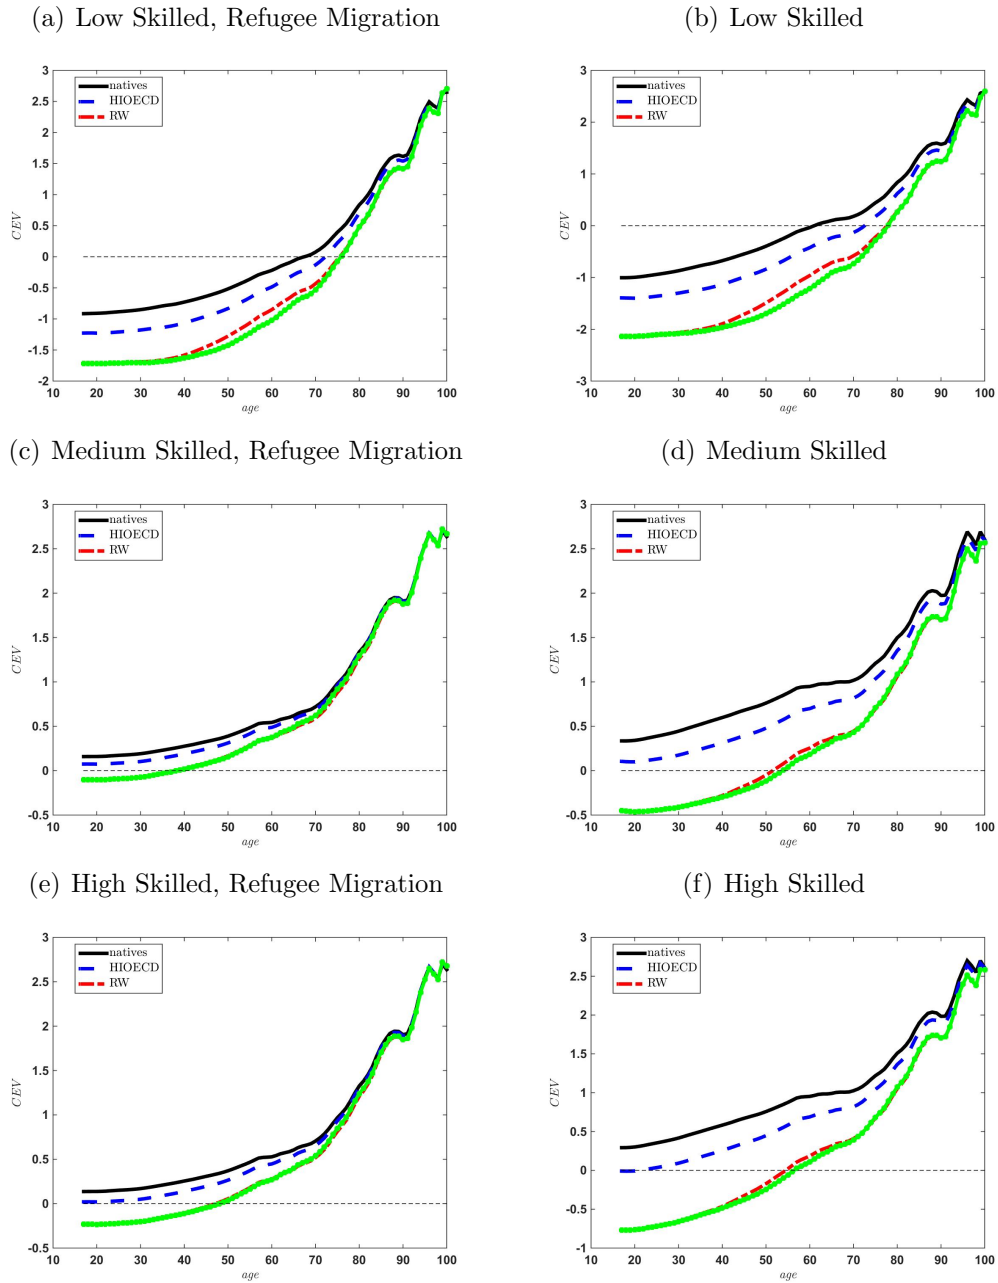 (a) Low Skilled, Refugee Migration
(b) Low Skilled
3
2.5
2
1.5
1
0.5
0
-0.5
-1
-1.5
-2
CEV
natives
HIOECD
RW
10 20 30 40 50 60 70 80 90 100
age
3
2
1
0
-1
-2
-3
CEV
natives
HIOECD
RW
10 20 30 40 50 60 70 80 90 100
age
(c) Medium Skilled, Refugee Migration
(d) Medium Skilled
3
2.5
2
1.5
1
0.5
0
-0.5
CEV
natives
HIOECD
RW
10 20 30 40 50 60 70 80 90 100
age
3
2.5
2
1.5
1
0.5
0
-0.5
CEV
natives
HIOECD
RW
10 20 30 40 50 60 70 80 90 100
age
(e) High Skilled, Refugee Migration
(f) High Skilled
3
2.5
2
1.5
1
0.5
0
-0.5
CEV
natives
HIOECD
RW
10 20 30 40 50 60 70 80 90 100
age
3
2.5
2
1.5
1
0.5
0
-0.5
-1
CEV
natives
HIOECD
RW
10 20 30 40 50 60 70 80 90 100
age